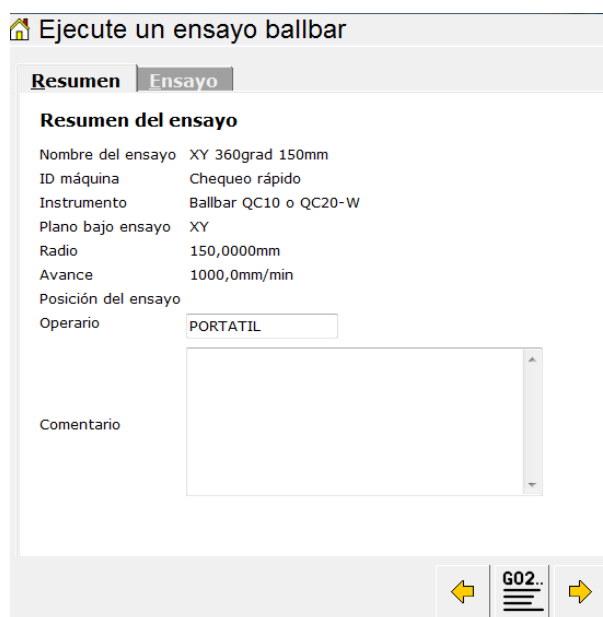 Ejecute un ensayo ballbar
Resumen Ensayo
Resumen del ensayo
Nombre del ensayo XY 360grad 150mm
ID máquina Chequeo rápido
Instrumento Ballbar QC10 o QC20-W
Plano bajo ensayo XY
Radio 150,0000mm
Avance 1000,0mm/min
Posición del ensayo
Operario PORTATIL
Comentario
G02..